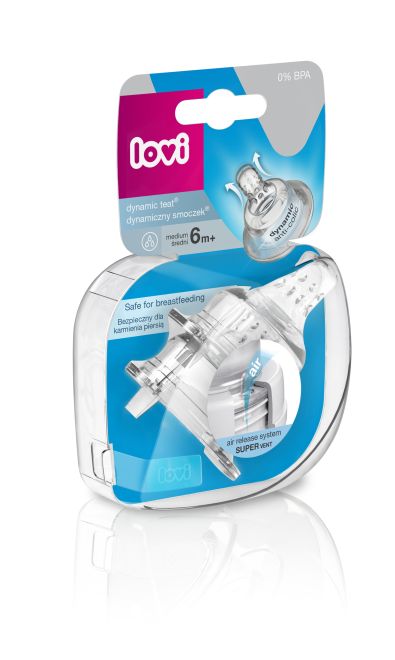 0% BPA
lovi
dynamic teat®
dynamiczny smoczek®
dynamic
anti-colic
medium
średni
6m+
Safe for breastfeeding
Bezpieczny dla
karmienia piersią
air
air release system
SUPER VENT
lovi